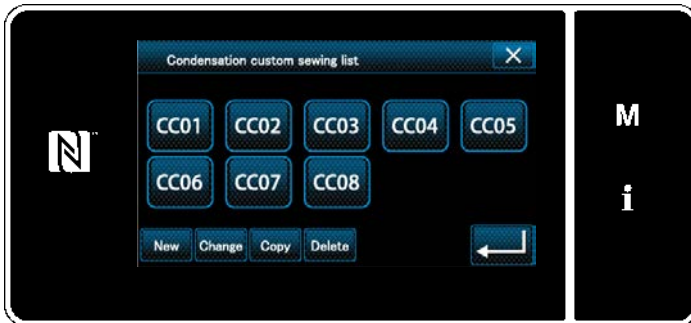 Condensation custom sewing list
CC01 CC02 CC03 CC04 CC05
CC06 CC07 CC08
New Change Copy Delete
M
i